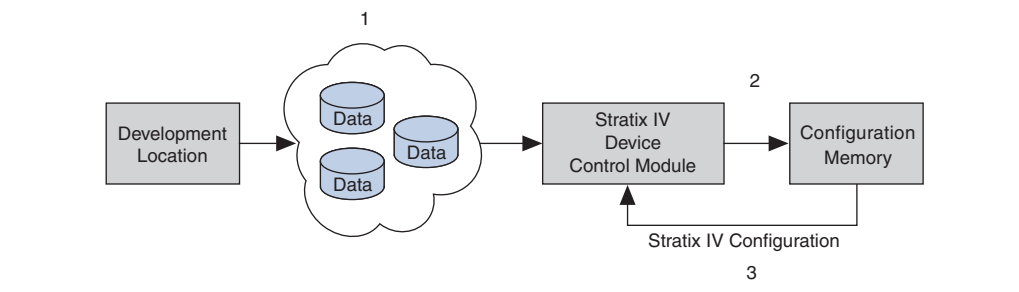 1
2
Data
Data
Data
Development
Location
Stratix IV
Device
Control Module
Configuration
Memory
Stratix IV Configuration
3